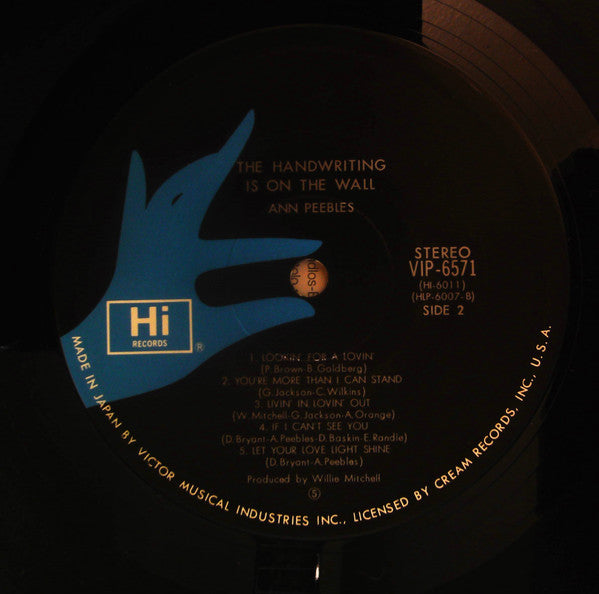 THE HANDWRITING
IS ON THE WALL
ANN PEEBLES
STEREO
VIP-6571
(HI-6011)
(HLP-6007-B)
SIDE 2
Hi
RECORDS
®
1. LOOKIN' FOR A LOVIN'
(P.Brown-B.Goldberg)
2. YOU'RE MORE THAN I CAN STAND
(G.Jackson-C.Wilkins)
3. LIVIN' IN, LOVIN' OUT
(W.Mitchell-G.Jackson-A.Orange)
4. IF I CAN'T SEE YOU
(D.Bryant-A.Peebles-D.Baskin-E.Randle)
5. LET YOUR LOVE LIGHT SHINE
(D.Bryant-A.Peebles)
Produced by Willie Mitchell
Ⓢ
MADE IN JAPAN BY VICTOR MUSICAL INDUSTRIES INC., LICENSED BY CREAM RECORDS, INC., U.S.A.